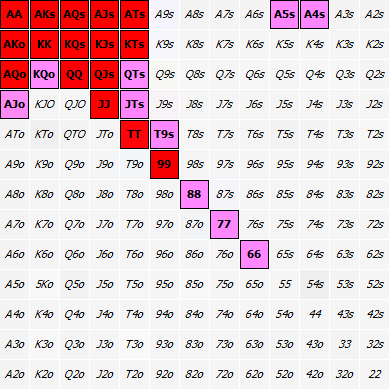 AA AKs AQs AJs ATs A9s A8s A7s A6s A5s A4s A3s A2s
AKo KK KQs KJs KTs K9s K8s K7s K6s K5s K4s K3s K2s
AQo KQo QQ QJs QTs Q9s Q8s Q7s Q6s Q5s Q4s Q3s Q2s
AJo KJO QJO JJ JTs J9s J8s J7s J6s J5s J4s J3s J2s
ATo KTo QTO JTo TT T9s T8s T7s T6s T5s T4s T3s T2s
A9o K9o Q9o J9o T9o 99 98s 97s 96s 95s 94s 93s 92s
A8o K8o Q8o J8o T8o 98o 88 87s 86s 85s 84s 83s 82s
A7o K7o Q7o J7o T7o 97o 87o 77 76s 75s 74s 73s 72s
A6o K6o Q6o J6o T6o 96o 86o 76o 66 65s 64s 63s 62s
A5o 5Ko Q5o J5o T5o 95o 85o 75o 65o 55 54s 53s 52s
A4o K4o Q4o J4o T4o 94o 84o 74o 64o 54o 44 43s 42s
A3o K3o Q3o J3o T3o 93o 83o 73o 63o 53o 43o 33 32s
A2o K2o Q2o J2o T2o 92o 82o 72o 62o 52o 42o 32o 22